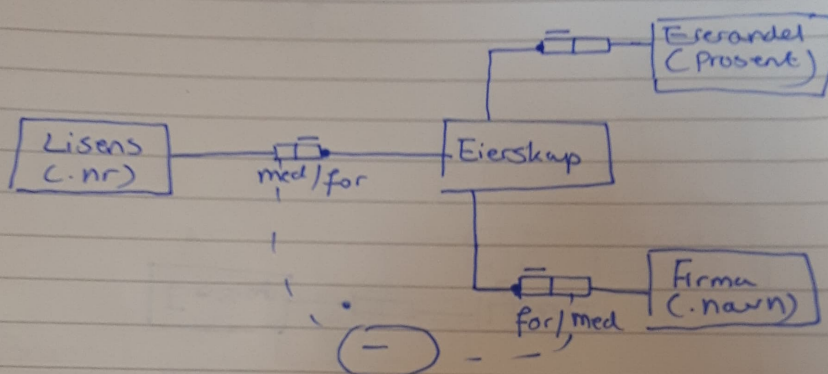 Eierandel
(Prosent)
Lisens
(.nr)
med/for
Eierskap
Firma
(.navn)
for/med